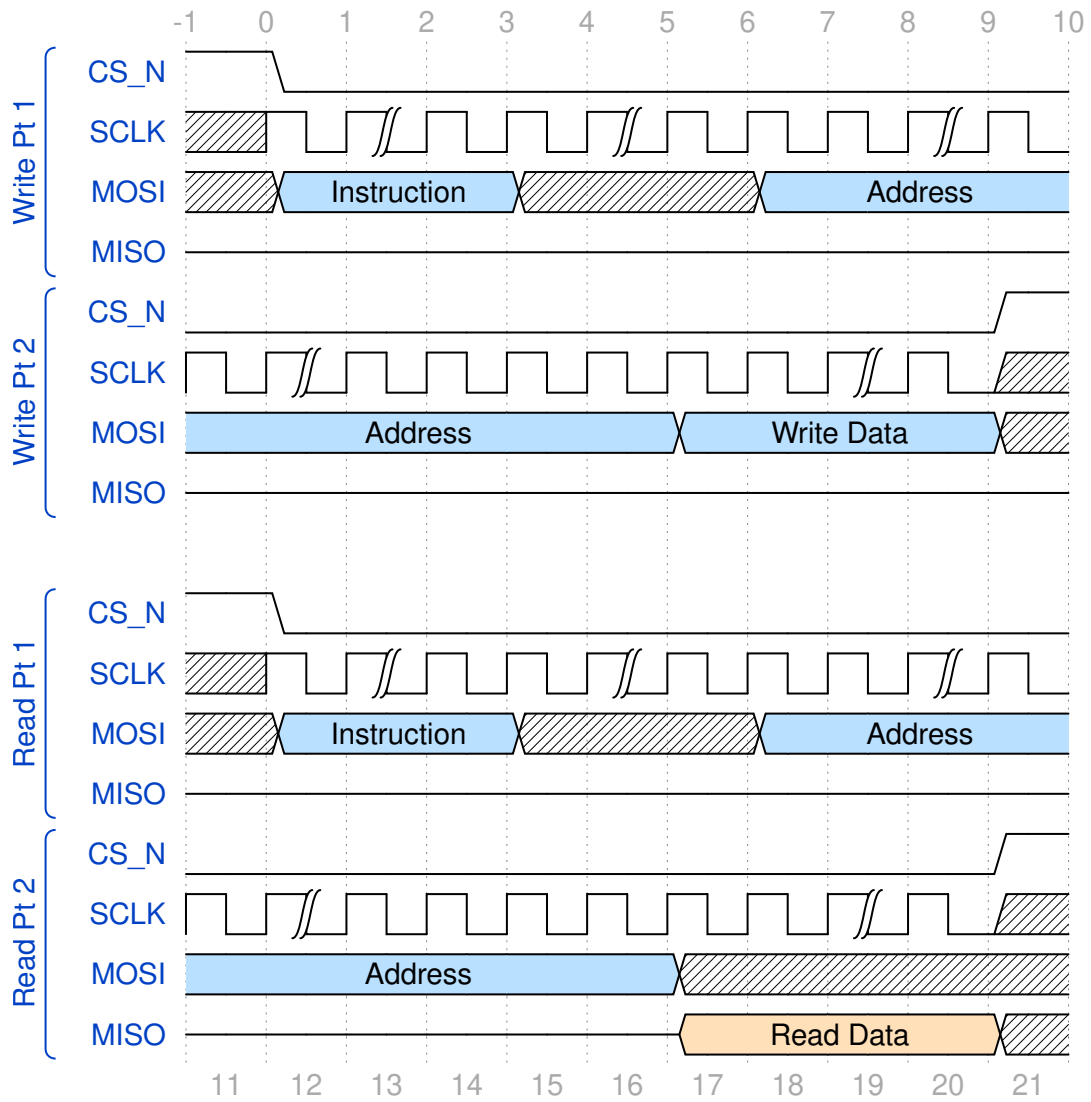 -1 0 1 2 3 4 5 6 7 8 9 10
Write Pt 1
CS_N
SCLK
MOSI Instruction Address
MISO
Write Pt 2
CS_N
SCLK
MOSI Address Write Data
MISO
Read Pt 1
CS_N
SCLK
MOSI Instruction Address
MISO
Read Pt 2
CS_N
SCLK
MOSI Address
MISO Read Data
11 12 13 14 15 16 17 18 19 20 21